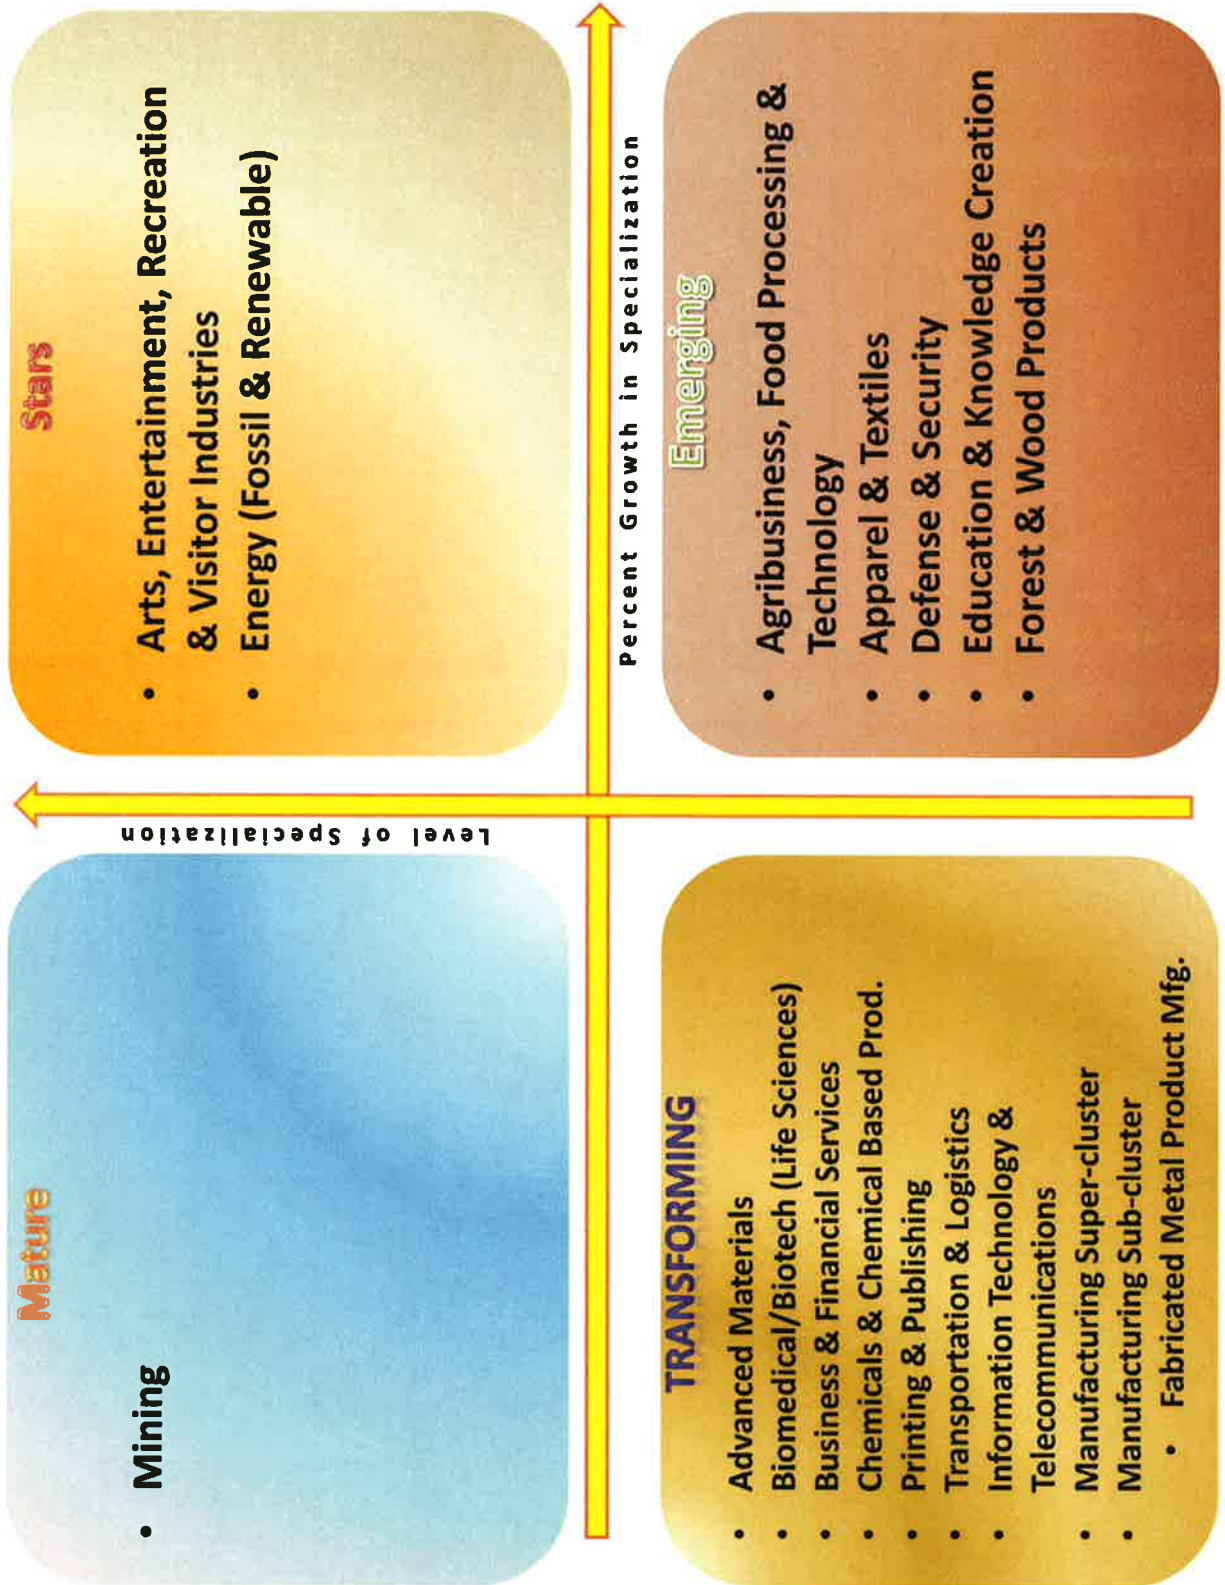 Mature
• Mining
Level of Specialization
Stars
• Arts, Entertainment, Recreation
& Visitor Industries
• Energy (Fossil & Renewable)
Percent Growth in Specialization
TRANSFORMING
• Advanced Materials
• Biomedical/Biotech (Life Sciences)
• Business & Financial Services
• Chemicals & Chemical Based Prod.
• Printing & Publishing
• Transportation & Logistics
• Information Technology &
Telecommunications
• Manufacturing Super-cluster
• Manufacturing Sub-cluster
• Fabricated Metal Product Mfg.
Emerging
• Agribusiness, Food Processing &
Technology
• Apparel & Textiles
• Defense & Security
• Education & Knowledge Creation
• Forest & Wood Products